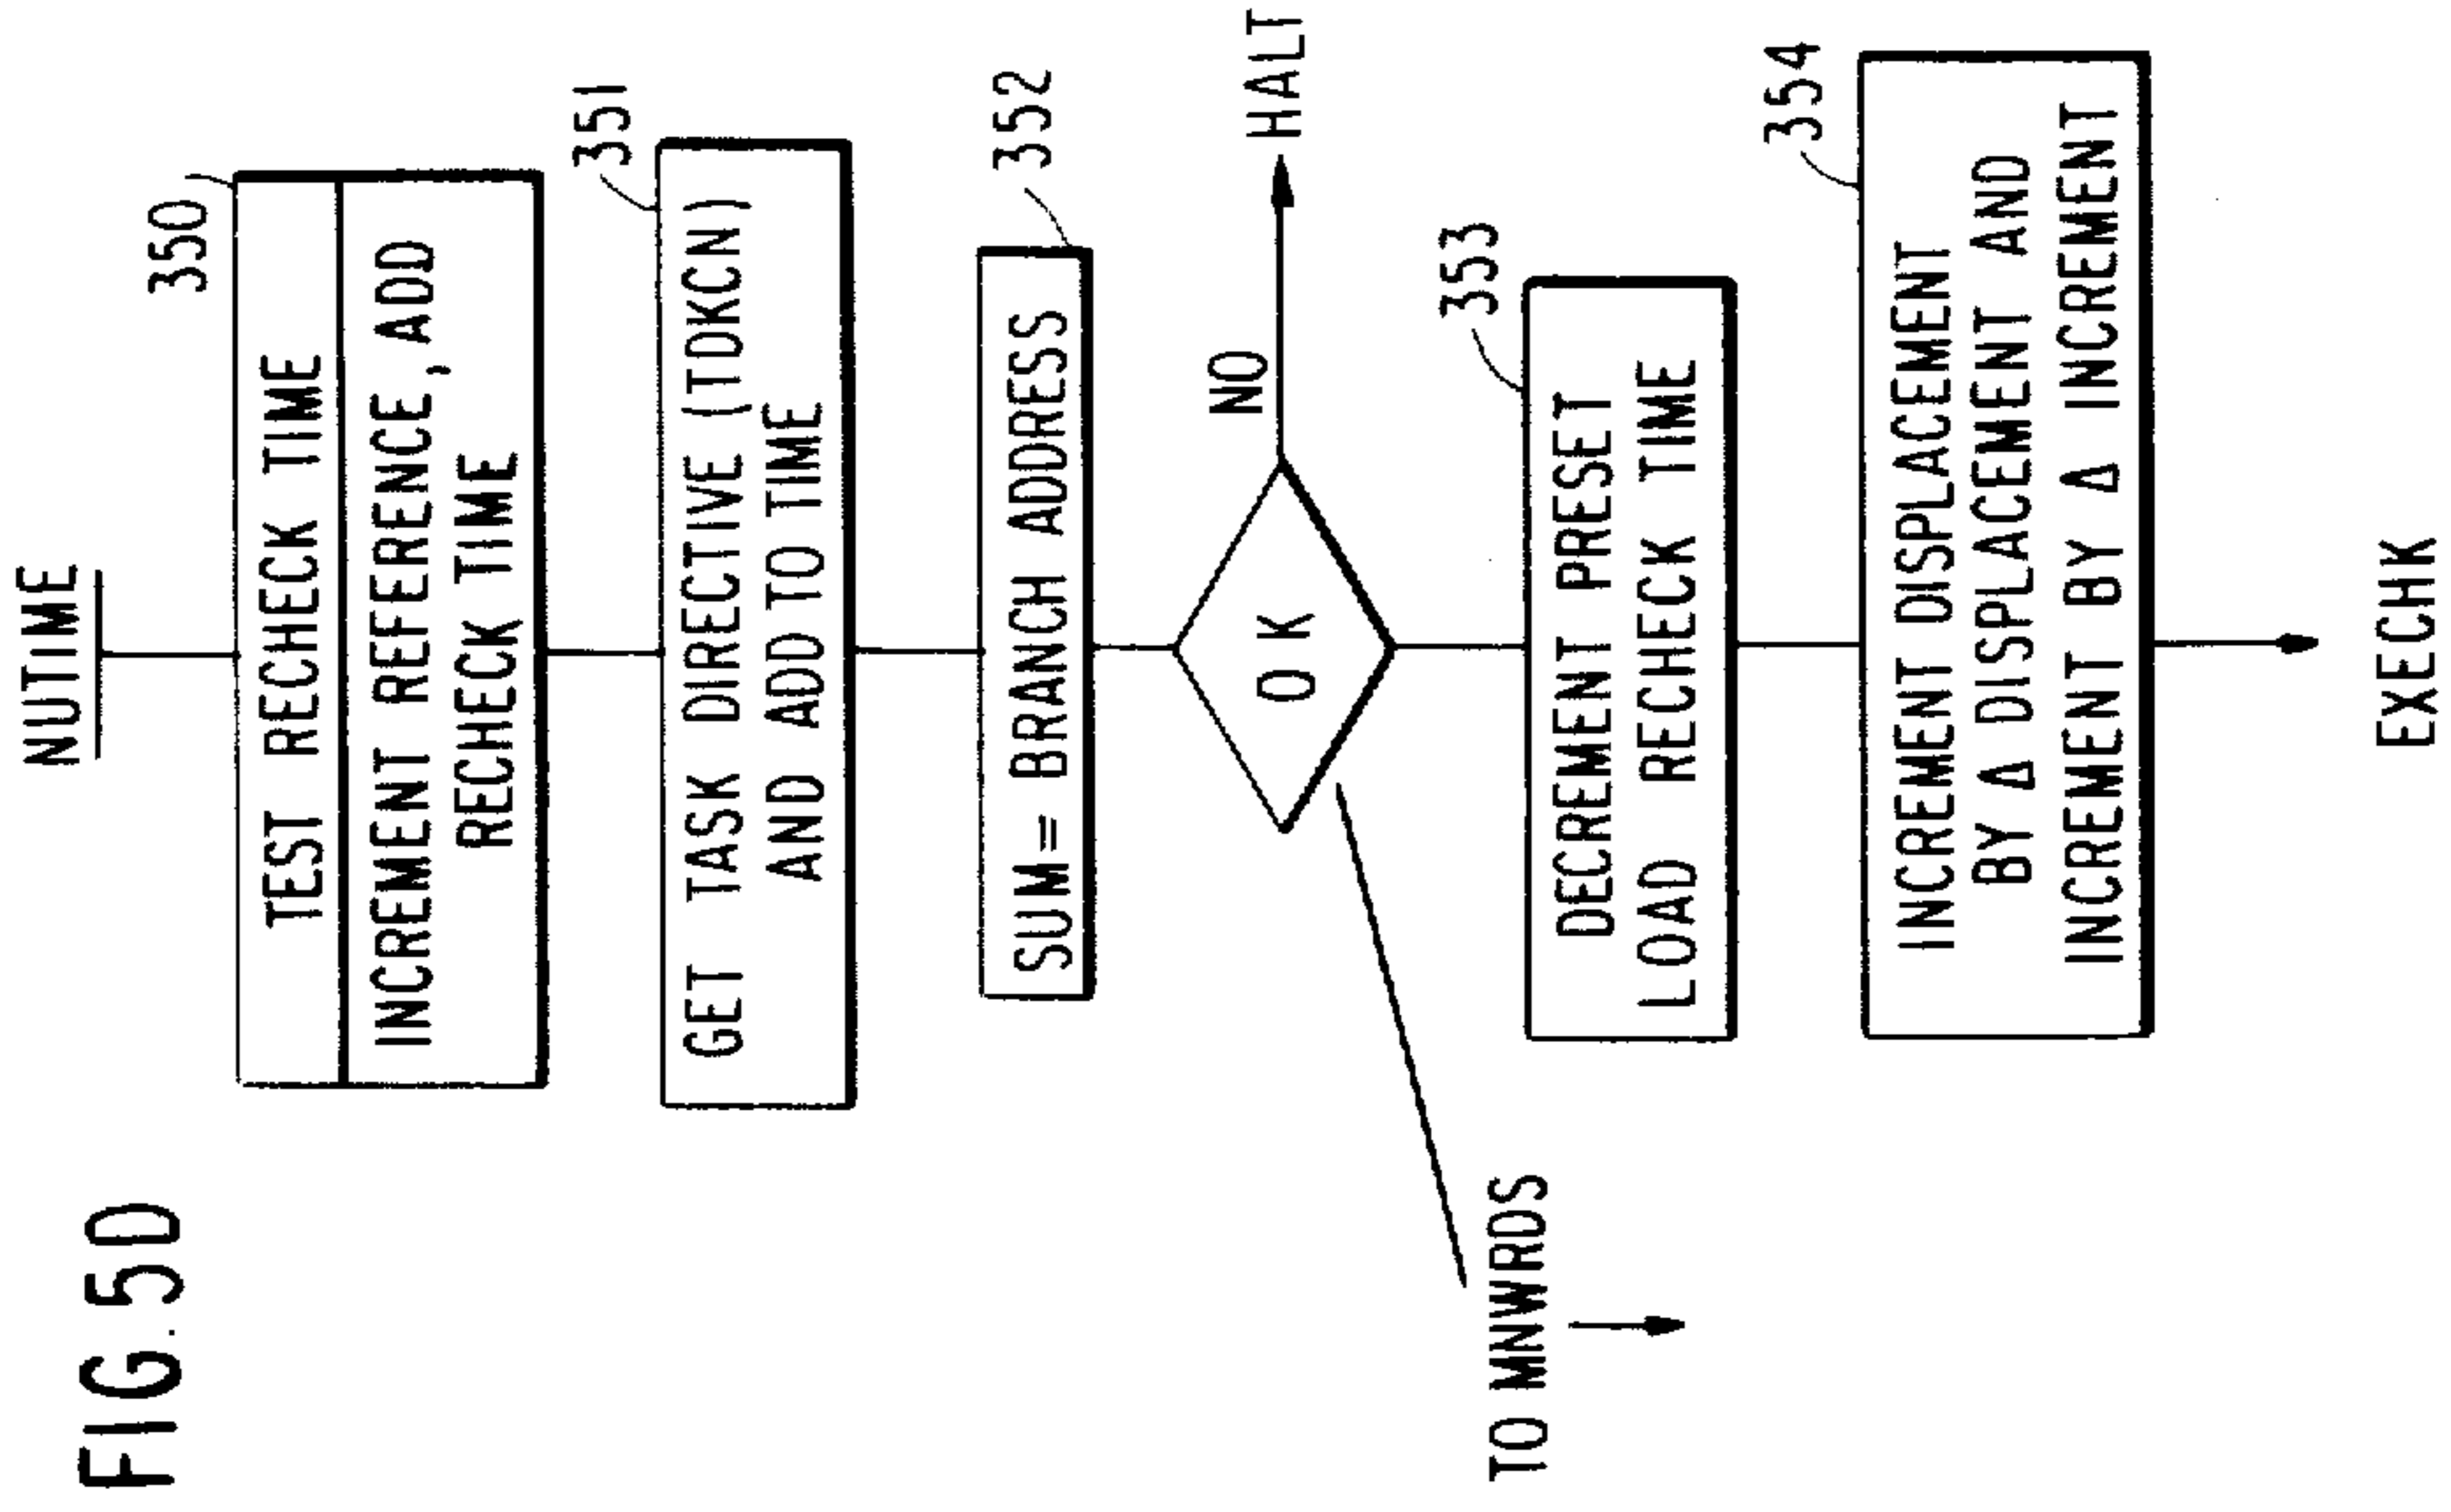 FIG. 5D
NUTIME
350
TEST RECHECK TIME
INCREMENT REFERENCE, ADD
RECHECK TIME
351
GET TASK DIRECTIVE (TDKCN)
AND ADD TO TIME
352
SUM= BRANCH ADDRESS
OK
NO
HALT
TO MNWRDS
353
DECREMENT PRESET
LOAD RECHECK TIME
354
INCREMENT DISPLACEMENT
BY Δ DISPLACEMENT AND
INCREMENT BY Δ INCREMENT
EXECHK